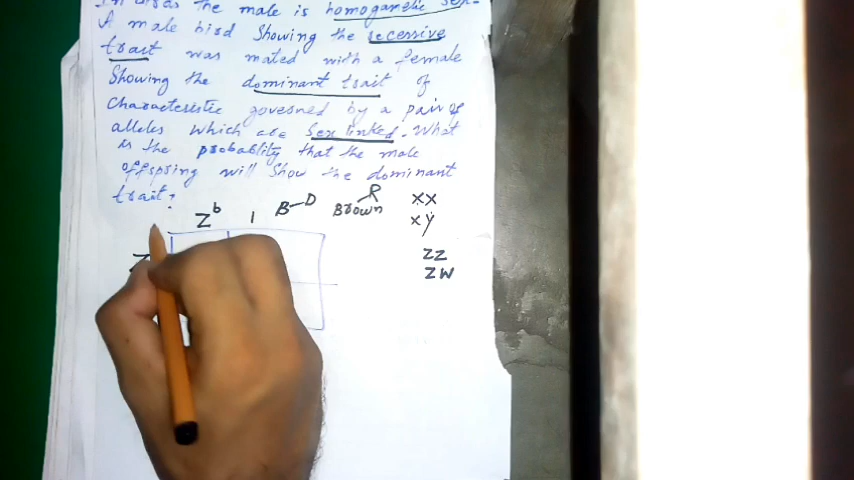 In birds the male is homogametic sex.
A male bird Showing the recessive
trait was mated with a female
Showing the dominant trait of
Characteristic governed by a pair of
alleles which are Sex linked. What
is the probability that the male
offspring will show the dominant
trait?
B-D
R
Brown
XX
XY
Z^b
ZZ
ZW